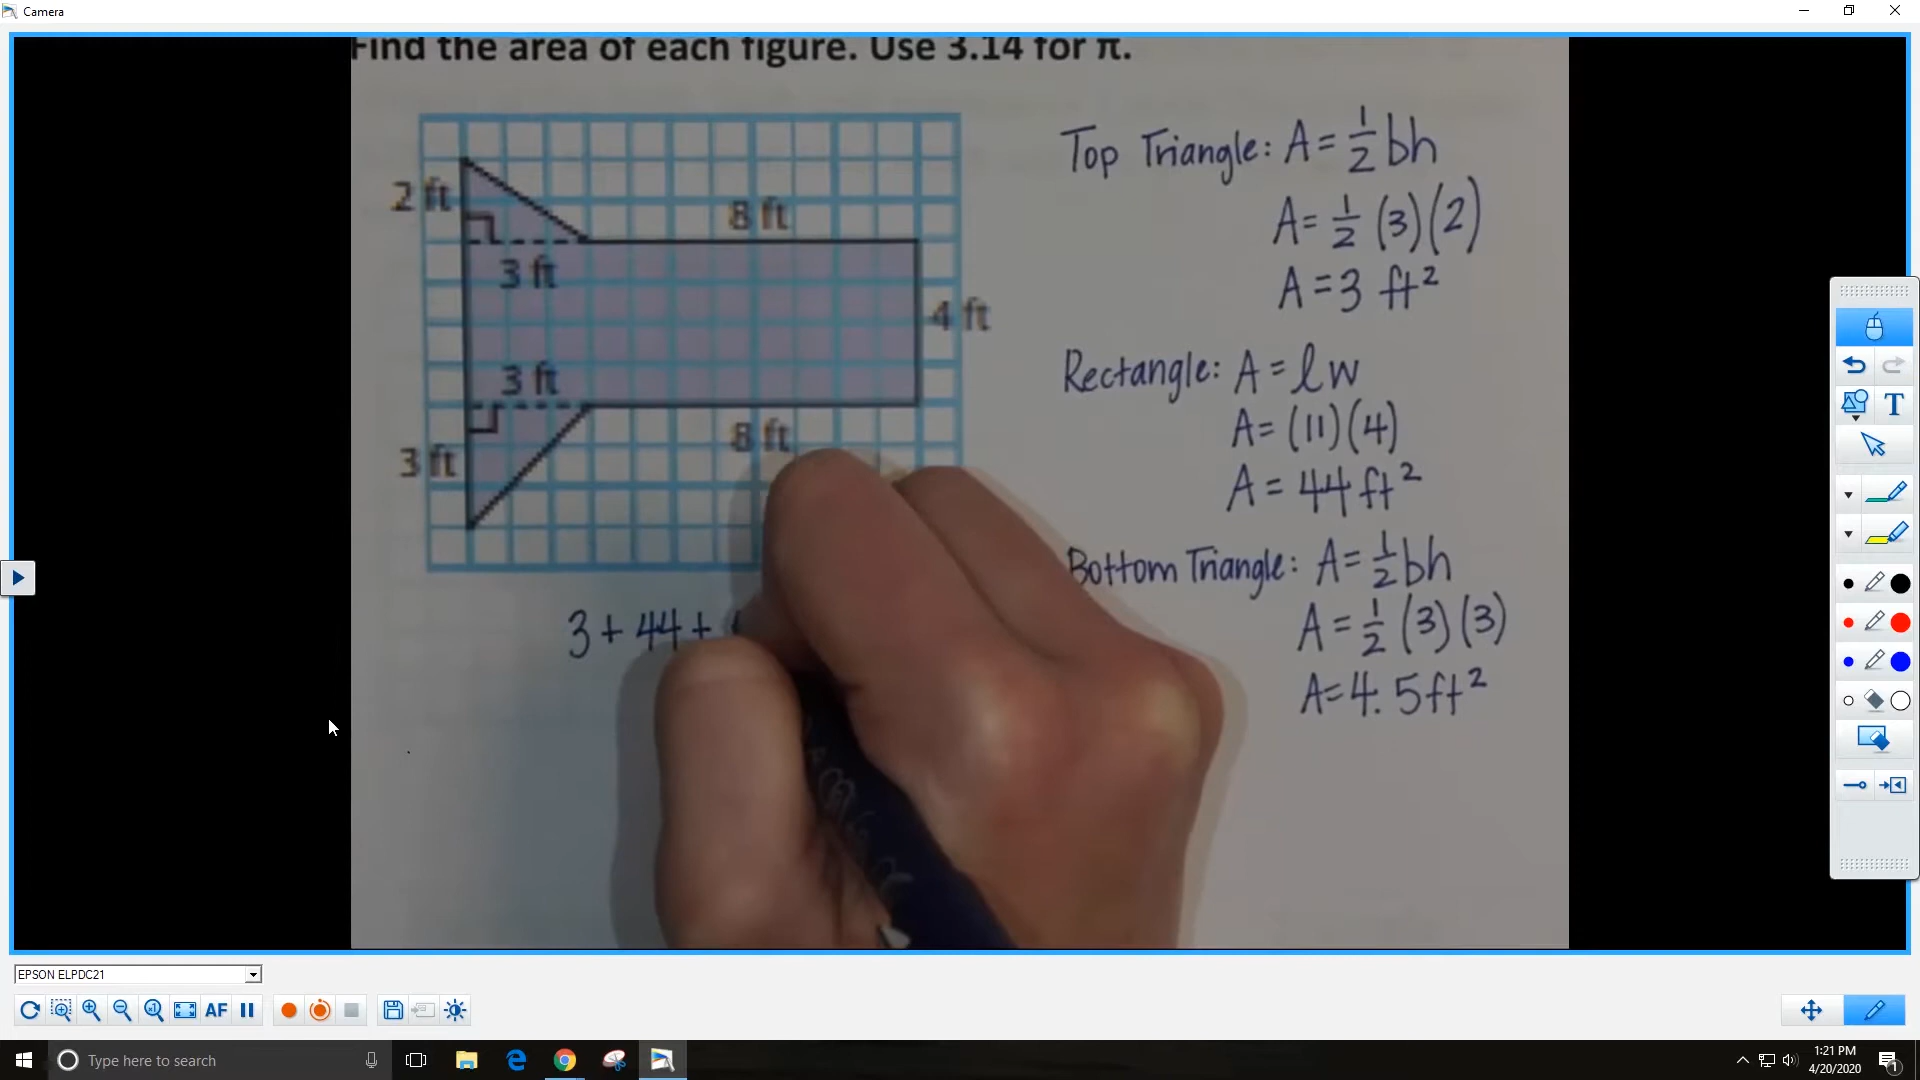 Camera
Find the area of each figure. Use 3.14 for π.
2 ft
8 ft
3 ft
4 ft
3 ft
8 ft
3 ft
3 + 44 +
Top Triangle: A = 1/2 bh
A = 1/2 (3)(2)
A = 3 ft²
Rectangle: A = lw
A = (11)(4)
A = 44 ft²
Bottom Triangle: A = 1/2 bh
A = 1/2 (3)(3)
A = 4.5 ft²
T
EPSON ELPDC21
AF
Type here to search
1:21 PM
4/20/2020
1